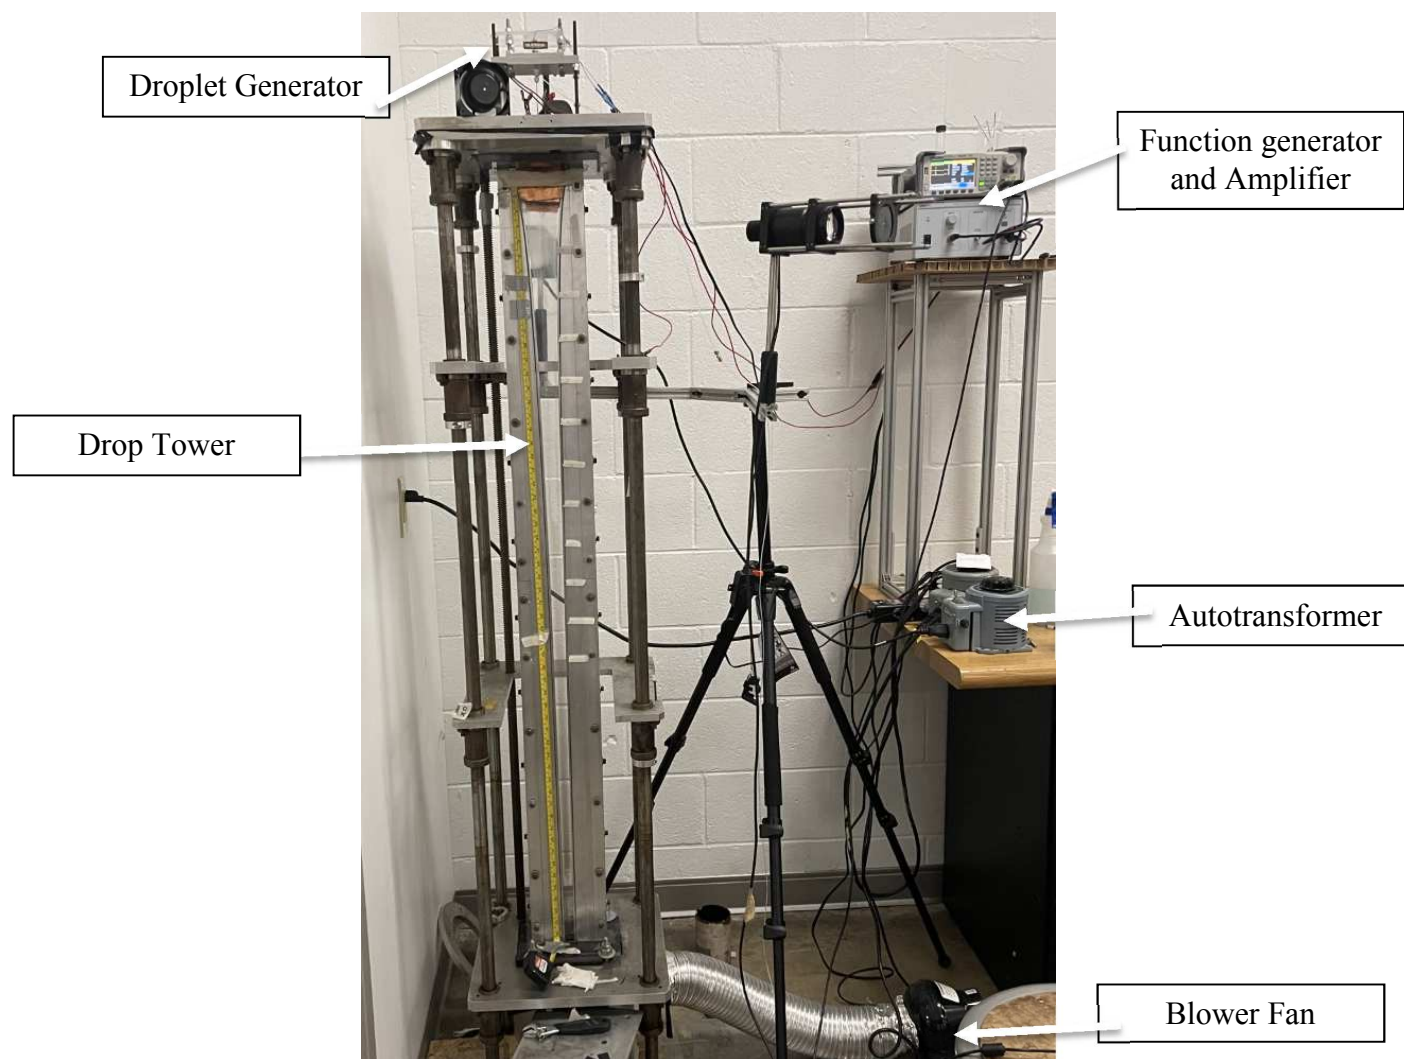 Droplet Generator
Function generator
and Amplifier
Drop Tower
Autotransformer
Blower Fan